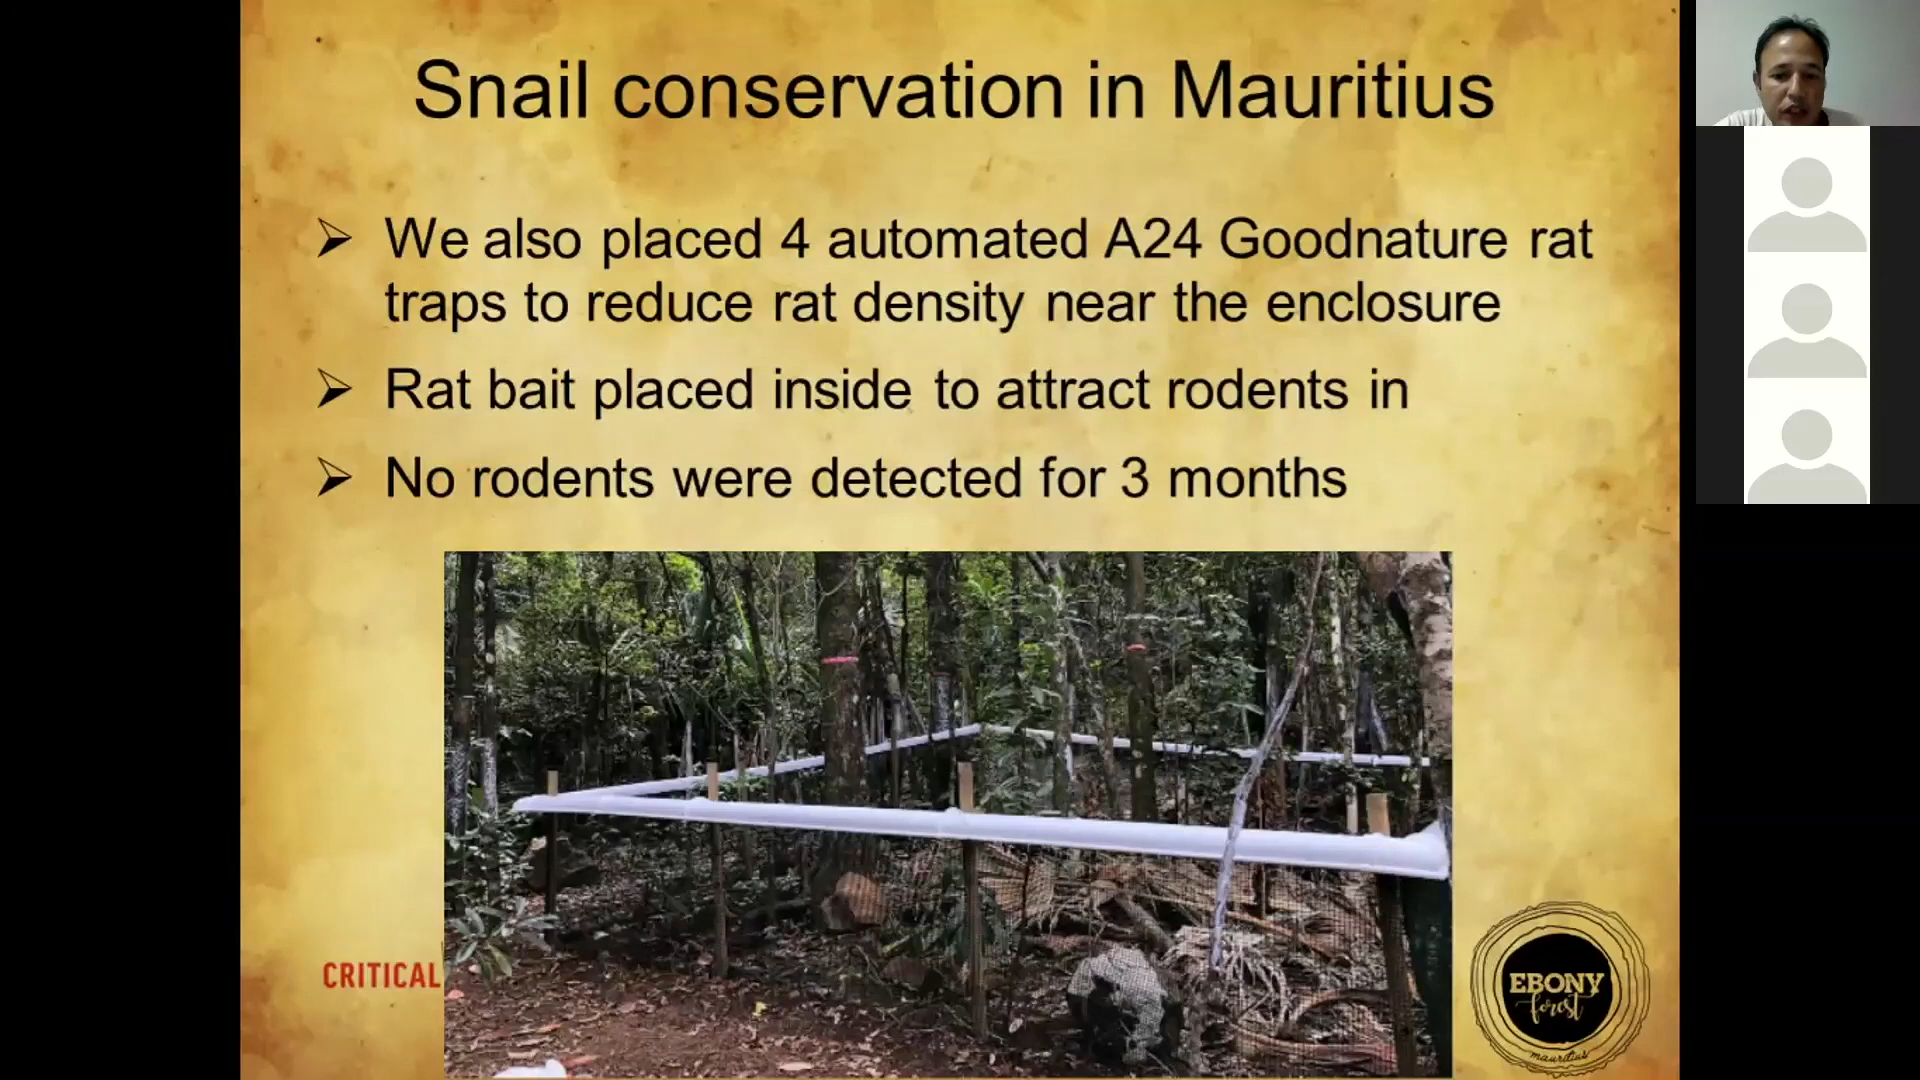 Snail conservation in Mauritius
We also placed 4 automated A24 Goodnature rat
traps to reduce rat density near the enclosure
Rat bait placed inside to attract rodents in
No rodents were detected for 3 months
CRITICAL
EBONY
forest
mauritius